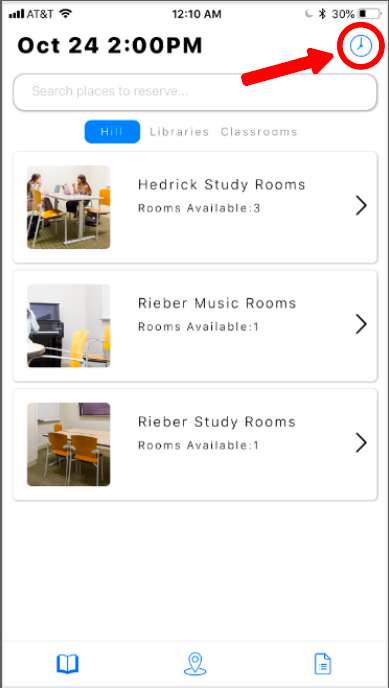 AT&T 12:10 AM 30%
Oct 24 2:00PM
Search places to reserve...
Hill Libraries Classrooms
Hedrick Study Rooms
Rooms Available:3
Rieber Music Rooms
Rooms Available:1
Rieber Study Rooms
Rooms Available:1